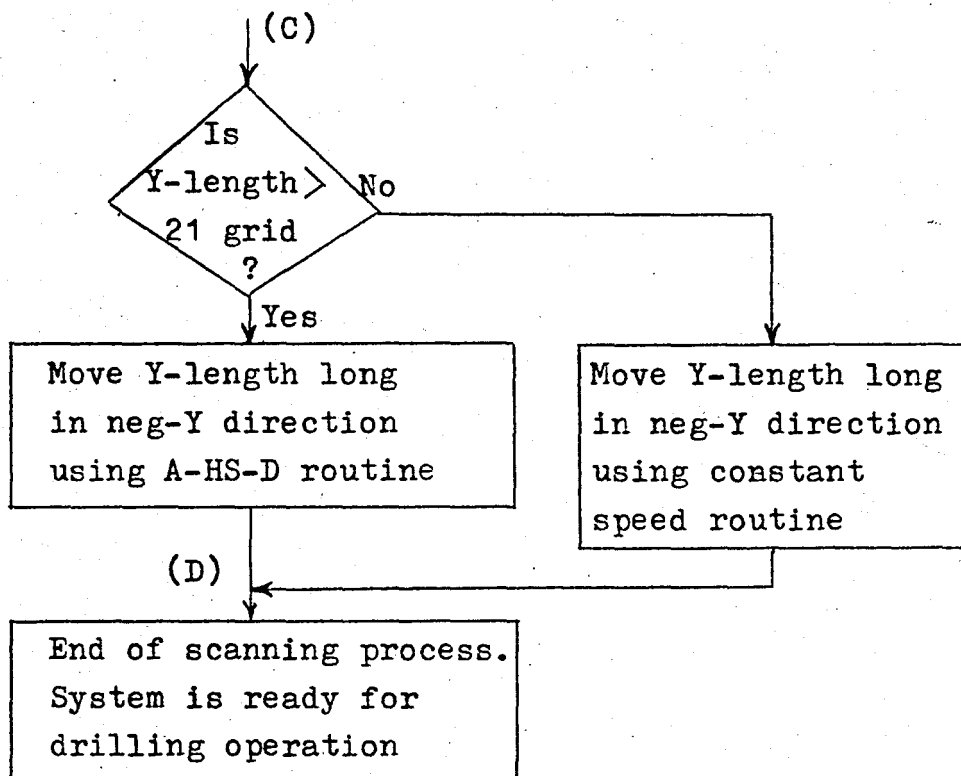 (C)
Is
Y-length>
21 grid
?
No
Yes
Move Y-length long
in neg-Y direction
using A-HS-D routine
Move Y-length long
in neg-Y direction
using constant
speed routine
(D)
End of scanning process.
System is ready for
drilling operation